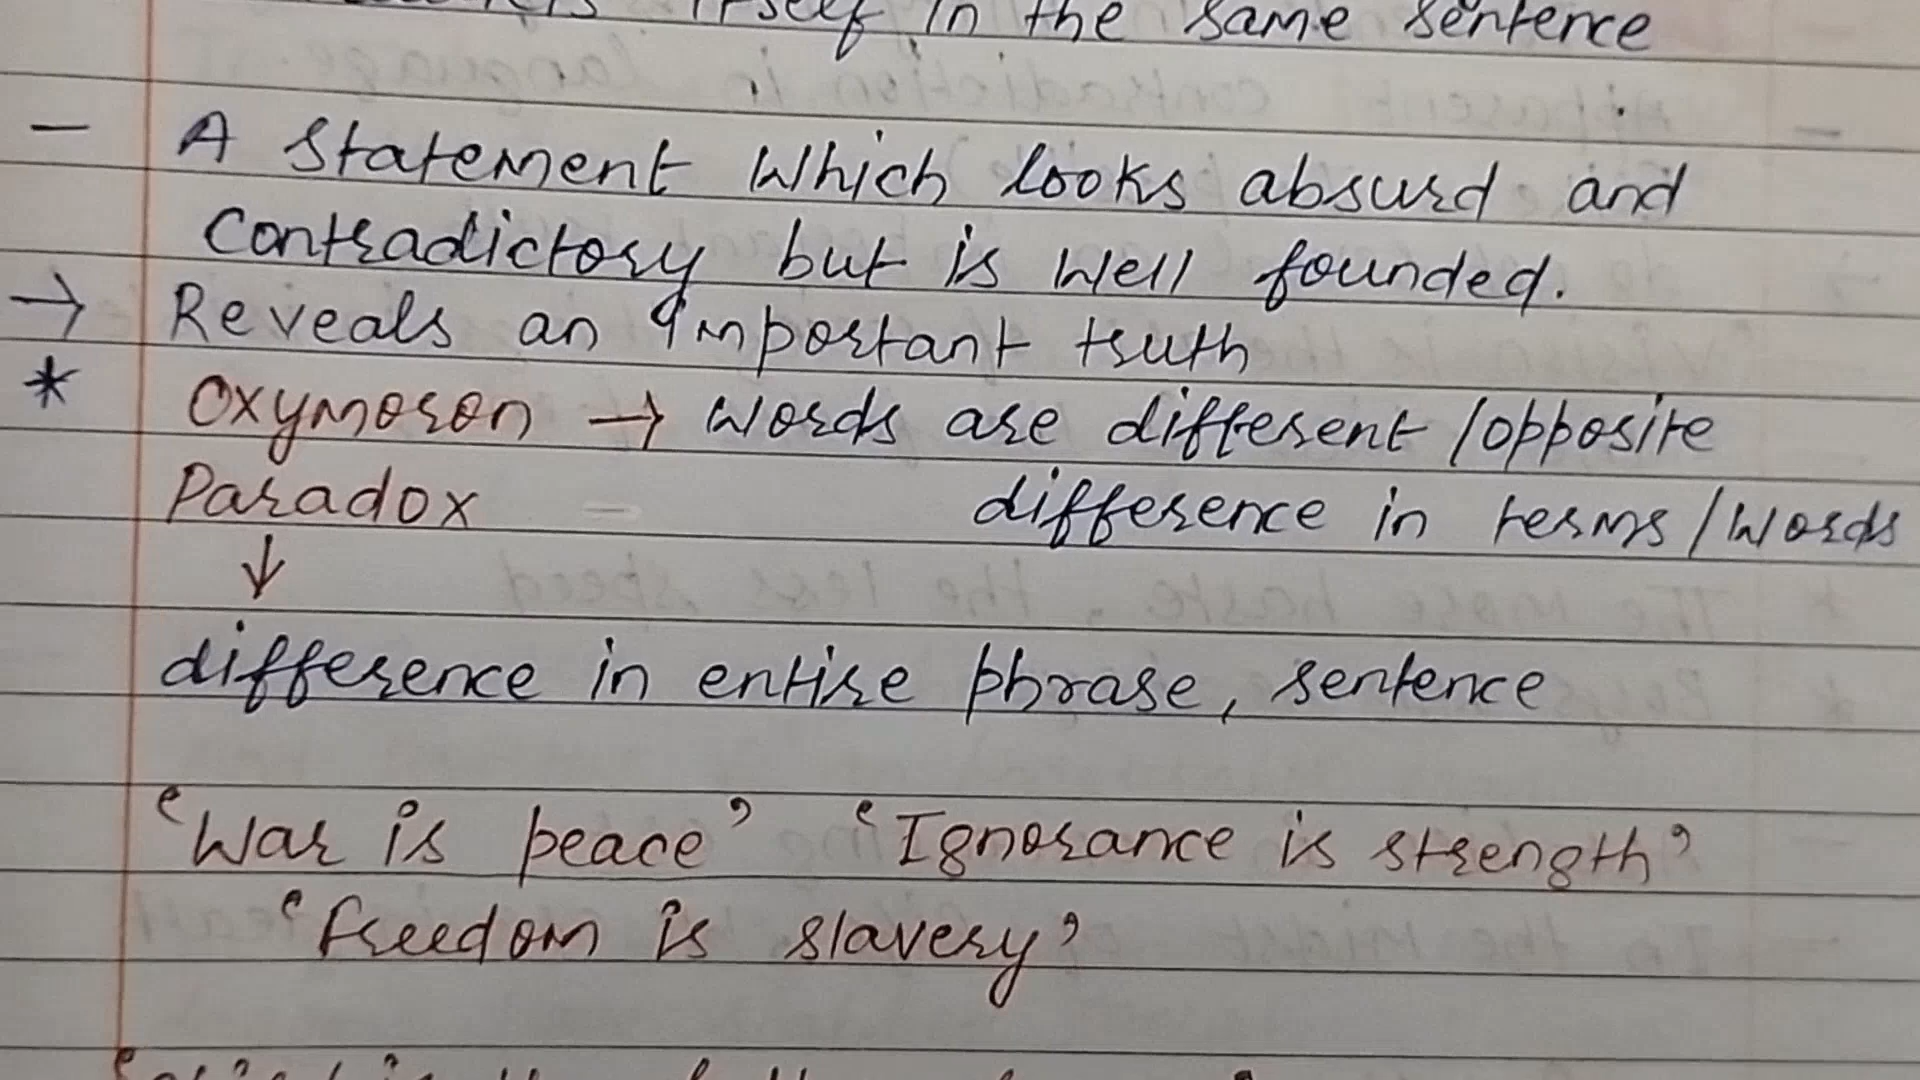 itself in the same sentence
- A statement which looks absurd and
contradictory but is well founded.
→ Reveals an important truth
* Oxymoron → words are different / opposite
Paradox - difference in terms / words
↓
difference in entire phrase, sentence
'War is peace' 'Ignorance is strength'
'freedom is slavery'